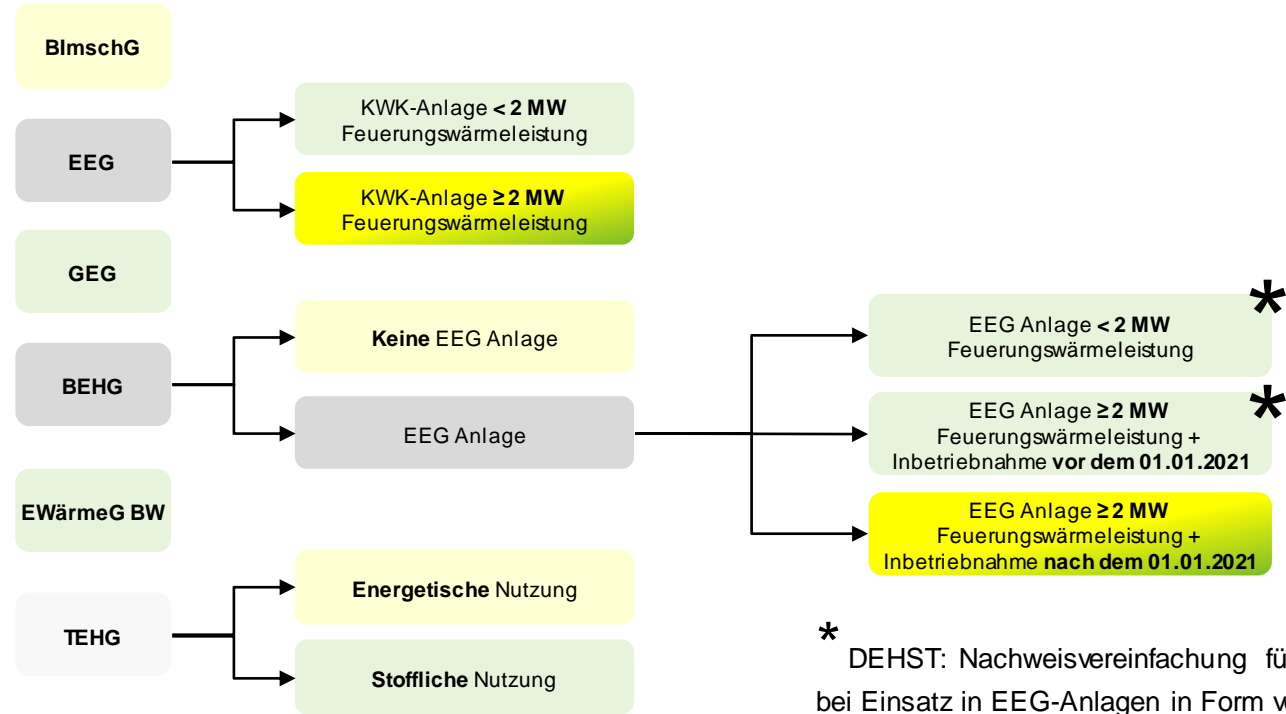 BImschG
EEG
KWK-Anlage < 2 MW
Feuerungswärmeleistung
KWK-Anlage ≥ 2 MW
Feuerungswärmeleistung
GEG
BEHG
Keine EEG Anlage
EEG Anlage
EEG Anlage < 2 MW
Feuerungswärmeleistung
*
EEG Anlage ≥ 2 MW
Feuerungswärmeleistung +
Inbetriebnahme vor dem 01.01.2021
*
EEG Anlage ≥ 2 MW
Feuerungswärmeleistung +
Inbetriebnahme nach dem 01.01.2021
EWärmeG BW
TEHG
Energetische Nutzung
Stoffliche Nutzung
* DEHST: Nachweisvereinfachung
bei Einsatz in EEG-Anlagen in Form